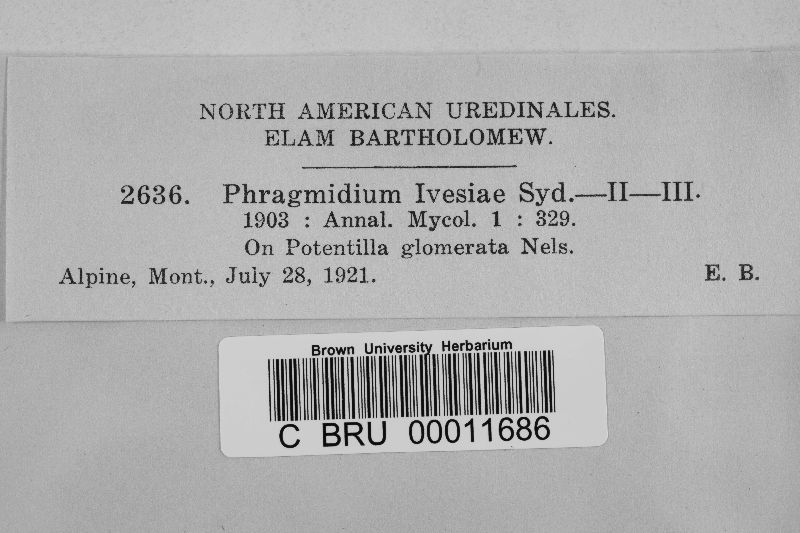 NORTH AMERICAN UREDINALES.
ELAM BARTHOLOMEW.
2636. Phragmidium Ivesiae Syd.—II—III.
1903 : Annal. Mycol. 1 : 329.
On Potentilla glomerata Nels.
Alpine, Mont., July 28, 1921. E. B.
Brown University Herbarium
C BRU 00011686